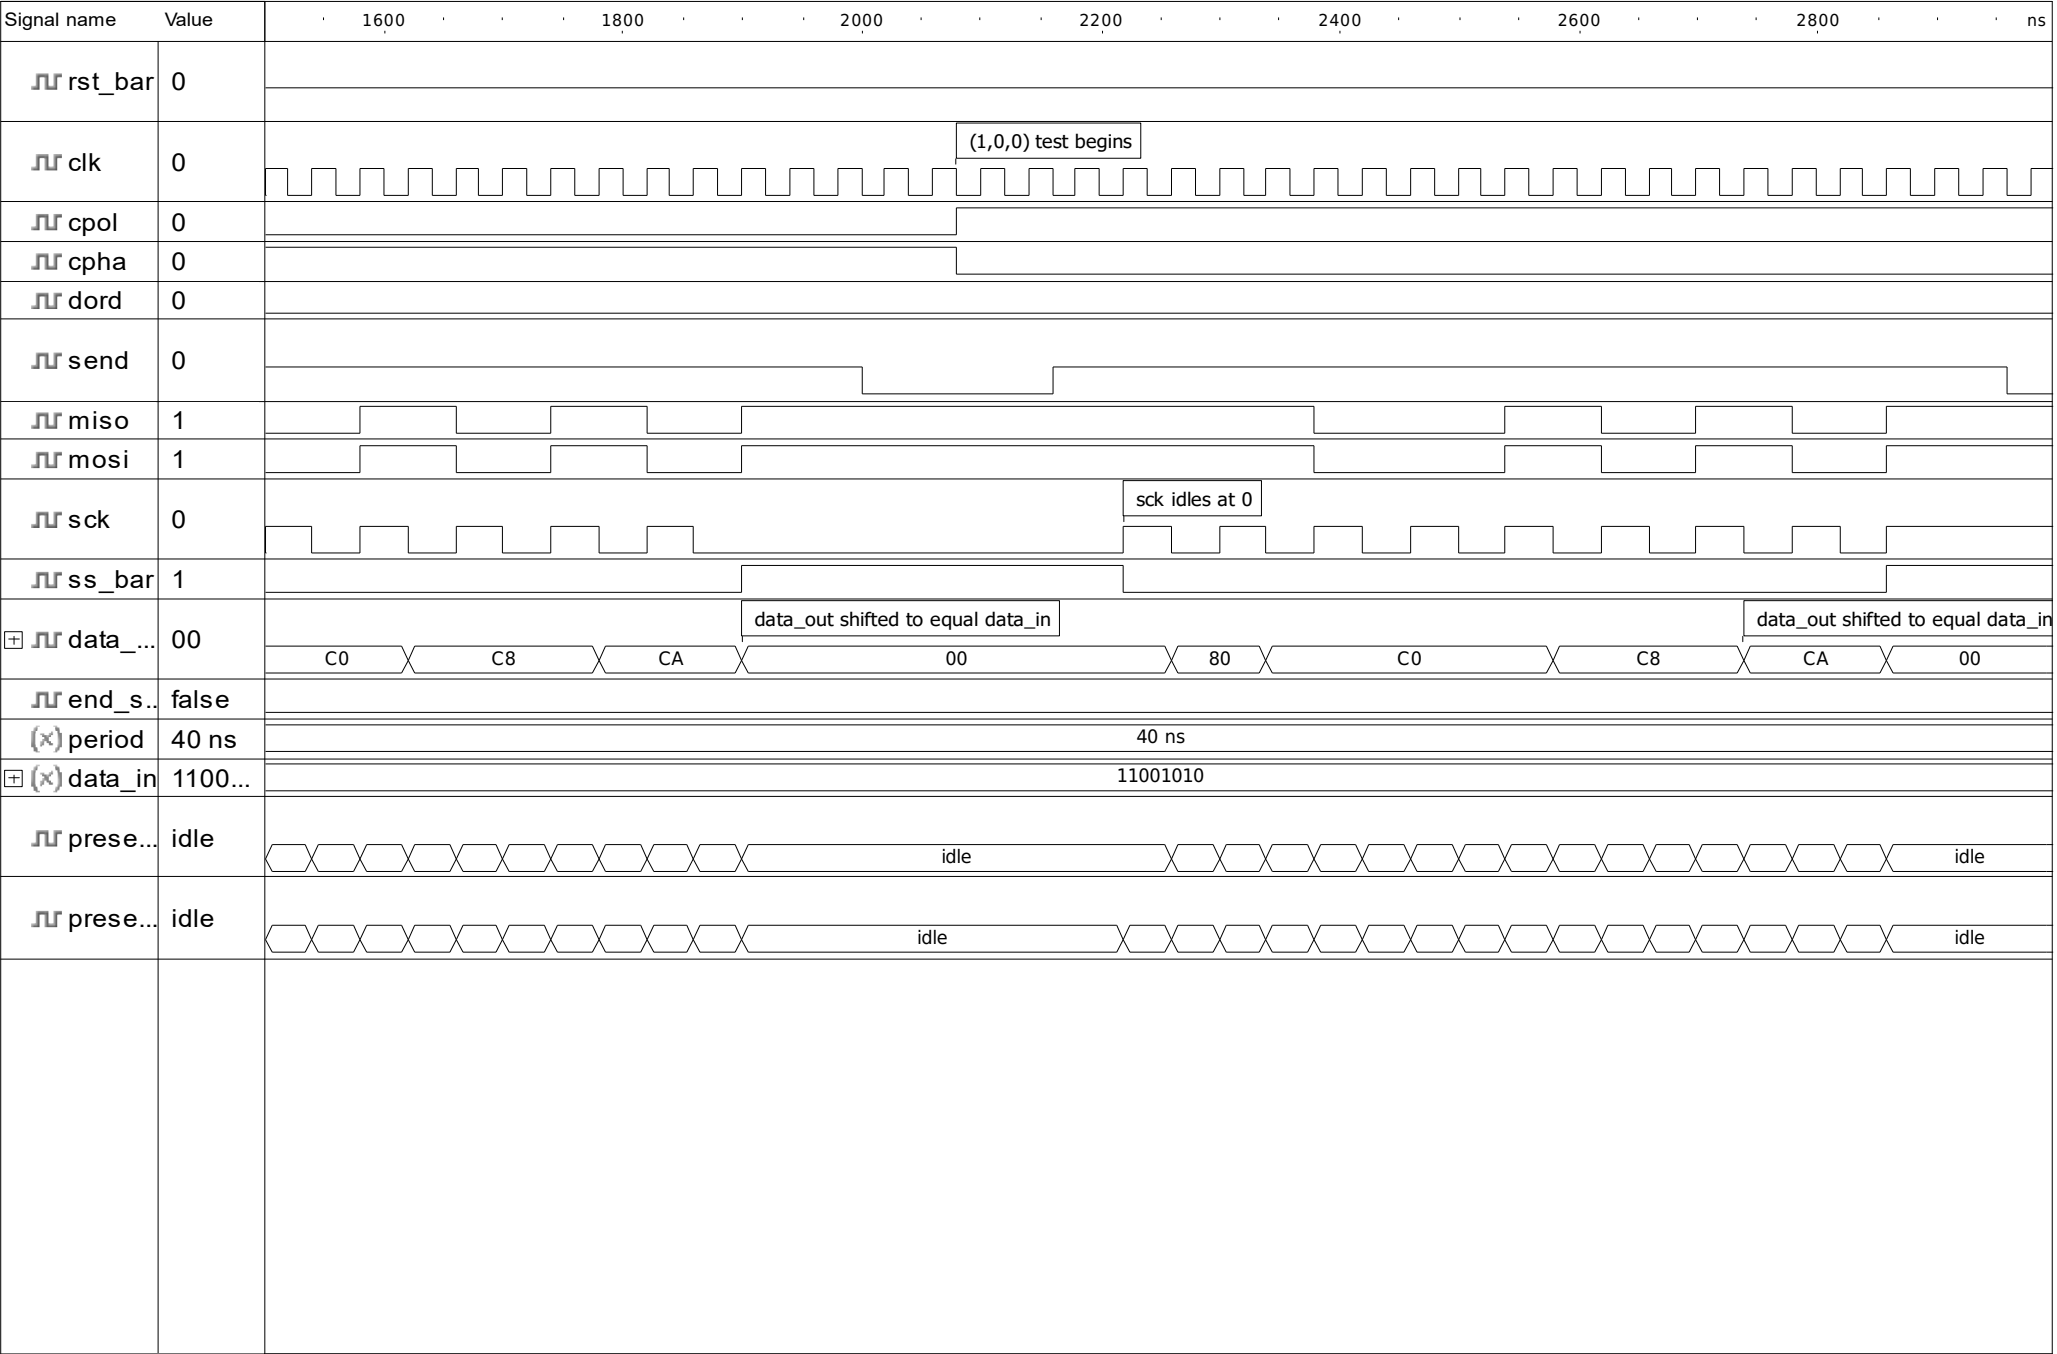 Signal name Value 1600 1800 2000 2200 2400 2600 2800 ns
rst_bar 0
(1,0,0) test begins
clk 0
cpol 0
cpha 0
dord 0
send 0
miso 1
mosi 1
sck idles at 0
sck 0
ss_bar 1
data_out shifted to equal data_in data_out shifted to equal data_in
data_... 00 C0 C8 CA 00 80 C0 C8 CA 00
end_s.. false
period 40 ns 40 ns
data_in 1100... 11001010
prese... idle idle idle
prese... idle idle idle